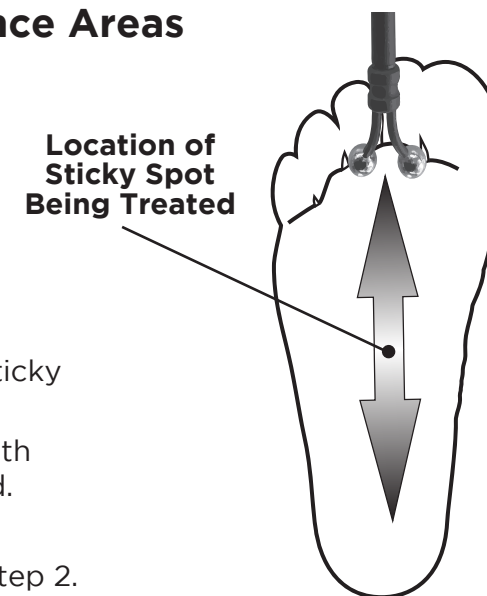 nce Areas
Location of
Sticky Spot
Being Treated
ticky
th
d.
tep 2.